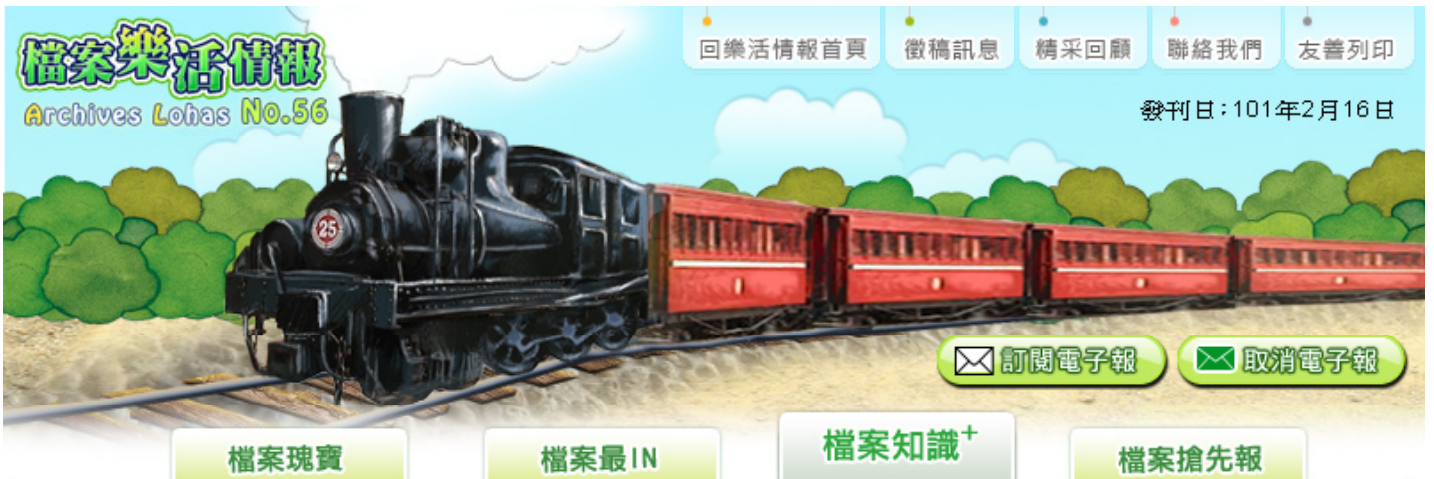 檔案樂活情報
Archives Lohas No.56
回樂活情報首頁
徵稿訊息
精采回顧
聯絡我們
友善列印
發刊日:101年2月16日
25
訂閱電子報
取消電子報
檔案瑰寶
檔案最IN
檔案知識+
檔案搶先報